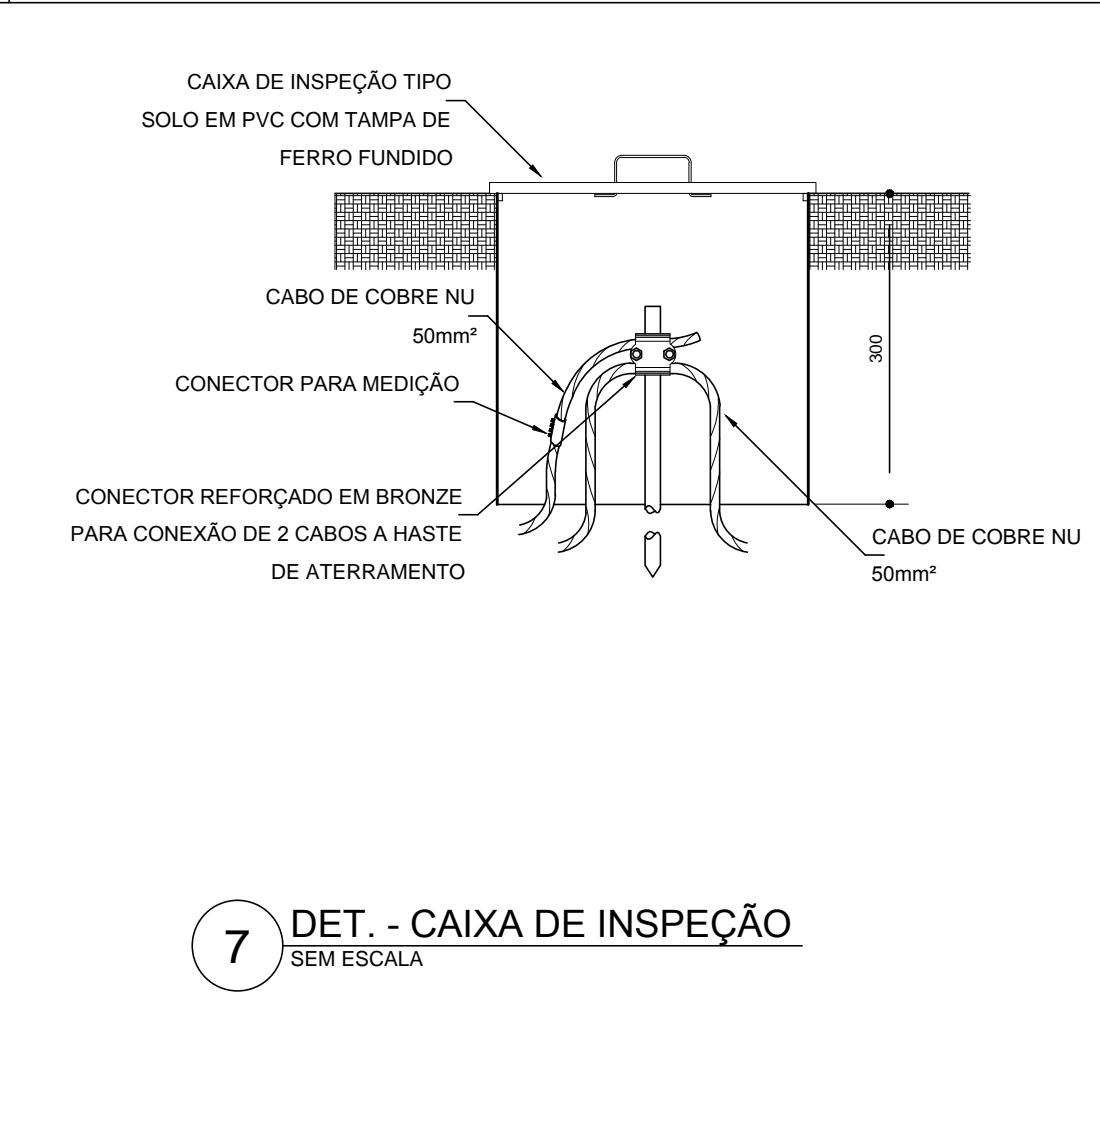 CAIXA DE INSPEÇÃO TIPO
SOLO EM PVC COM TAMPA DE
FERRO FUNDIDO
CABO DE COBRE NU
50mm²
CONECTOR PARA MEDIÇÃO
300
CONECTOR REFORÇADO EM BRONZE
PARA CONEXÃO DE 2 CABOS A HASTE
DE ATERRAMENTO
CABO DE COBRE NU
50mm²
7
DET. - CAIXA DE INSPEÇÃO
SEM ESCALA